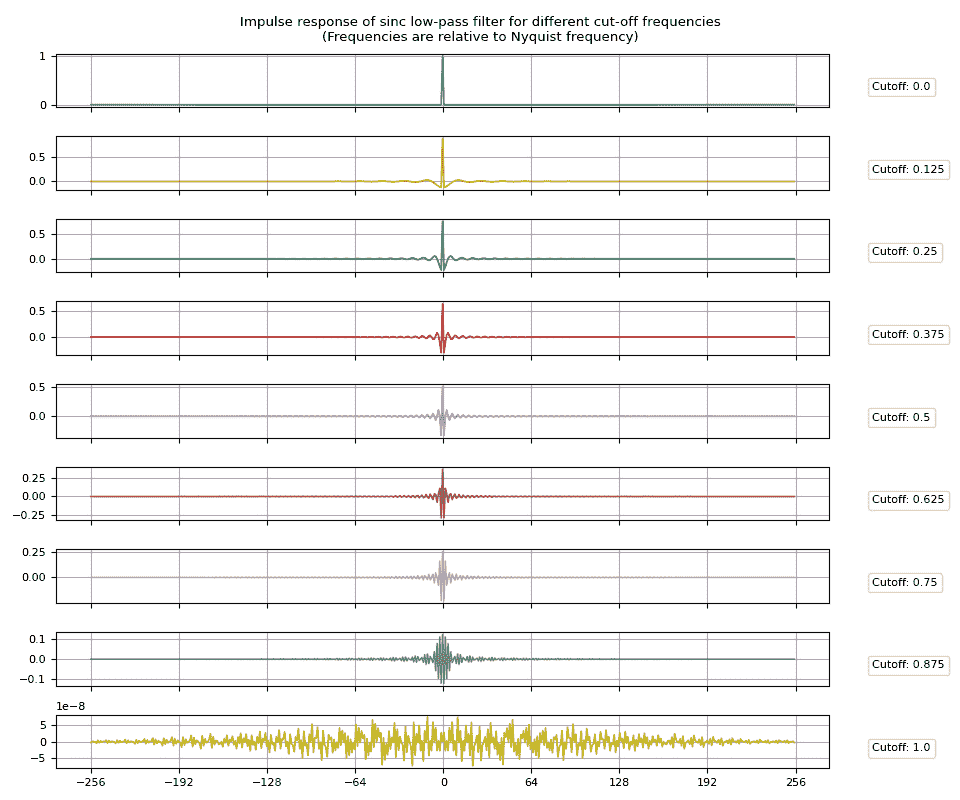 Impulse response of sinc low-pass filter for different cut-off frequencies
(Frequencies are relative to Nyquist frequency)
1
0
Cutoff: 0.0
0.5
0.0
Cutoff: 0.125
0.5
0.0
Cutoff: 0.25
0.5
0.0
Cutoff: 0.375
0.5
0.0
Cutoff: 0.5
0.25
0.00
−0.25
Cutoff: 0.625
0.25
0.00
Cutoff: 0.75
0.1
0.0
−0.1
Cutoff: 0.875
1e−8
5
0
−5
Cutoff: 1.0
−256 −192 −128 −64 0 64 128 192 256